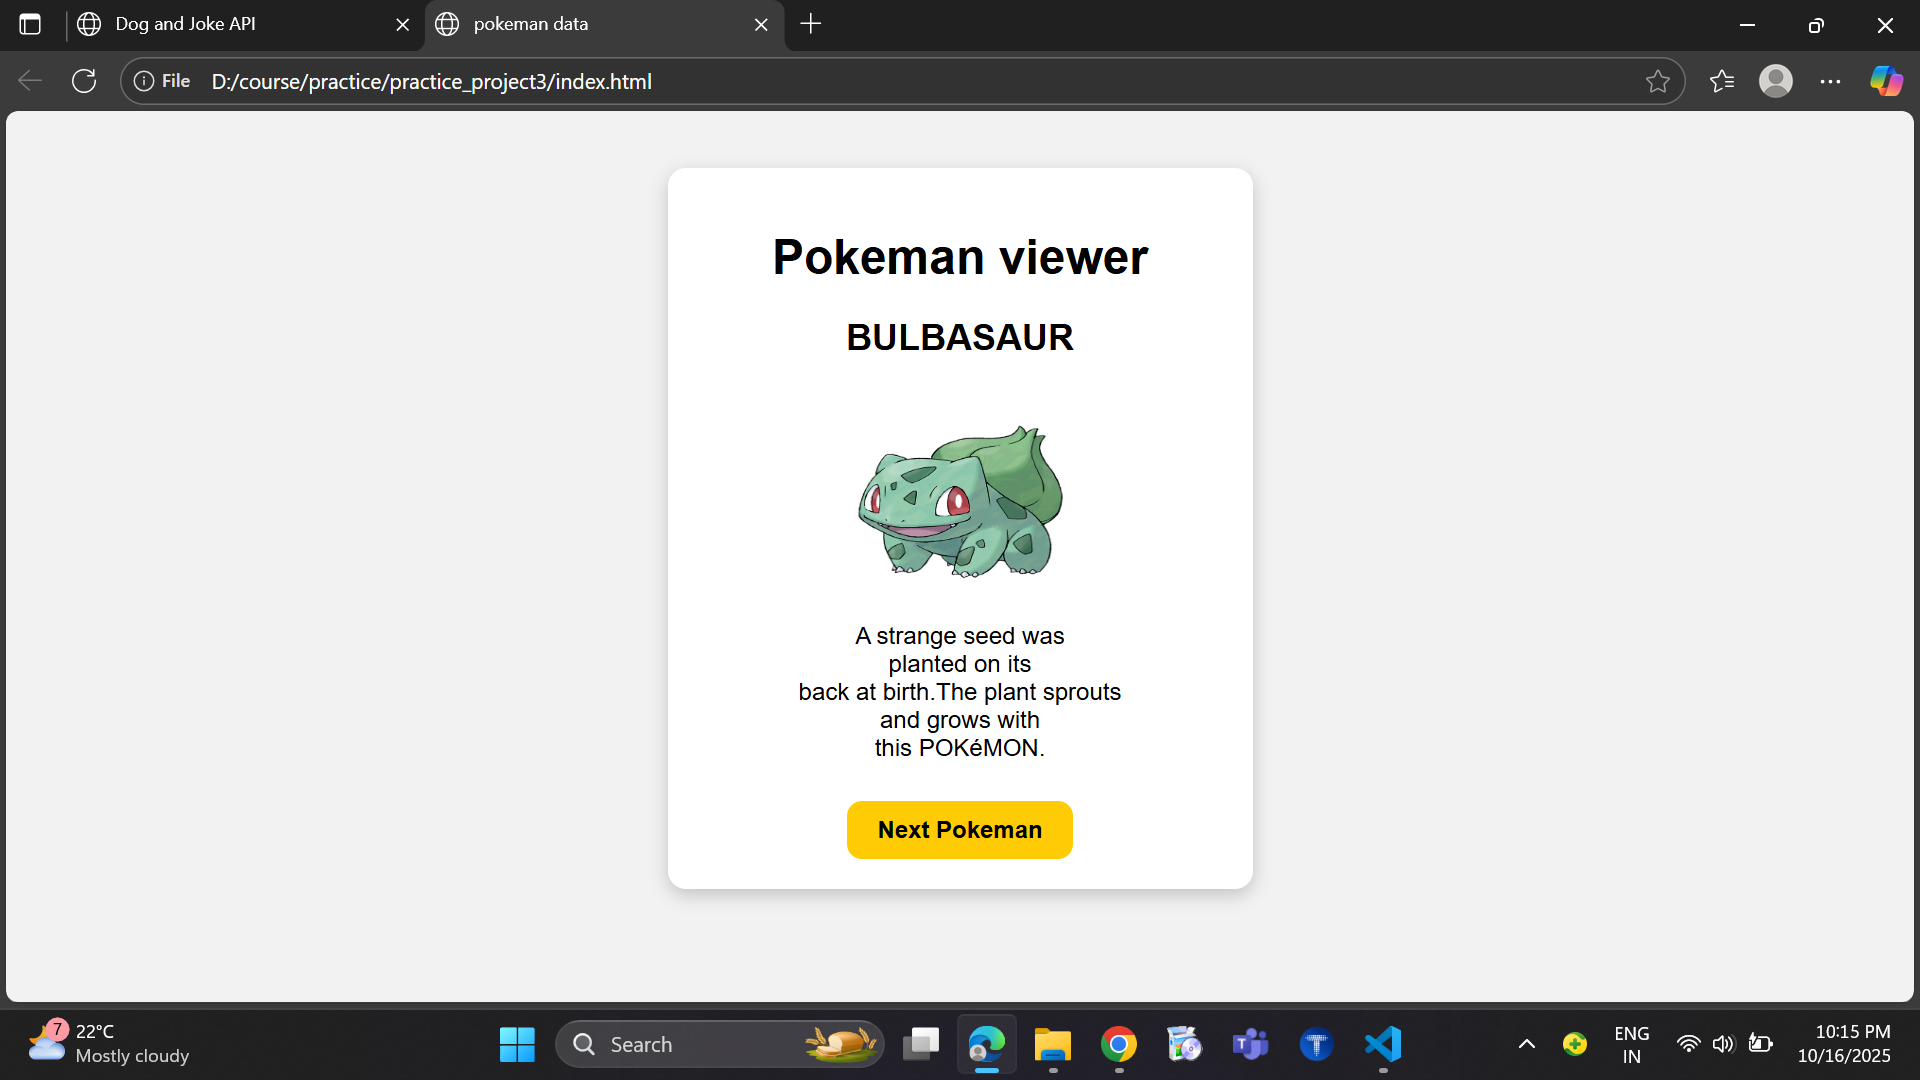 Dog and Joke API
pokeman data
File D:/course/practice/practice_project3/index.html
Pokeman viewer
BULBASAUR
A strange seed was
planted on its
back at birth.The plant sprouts
and grows with
this POKéMON.
Next Pokeman
7
22°C
Mostly cloudy
Search
T
T
ENG
IN
10:15 PM
10/16/2025